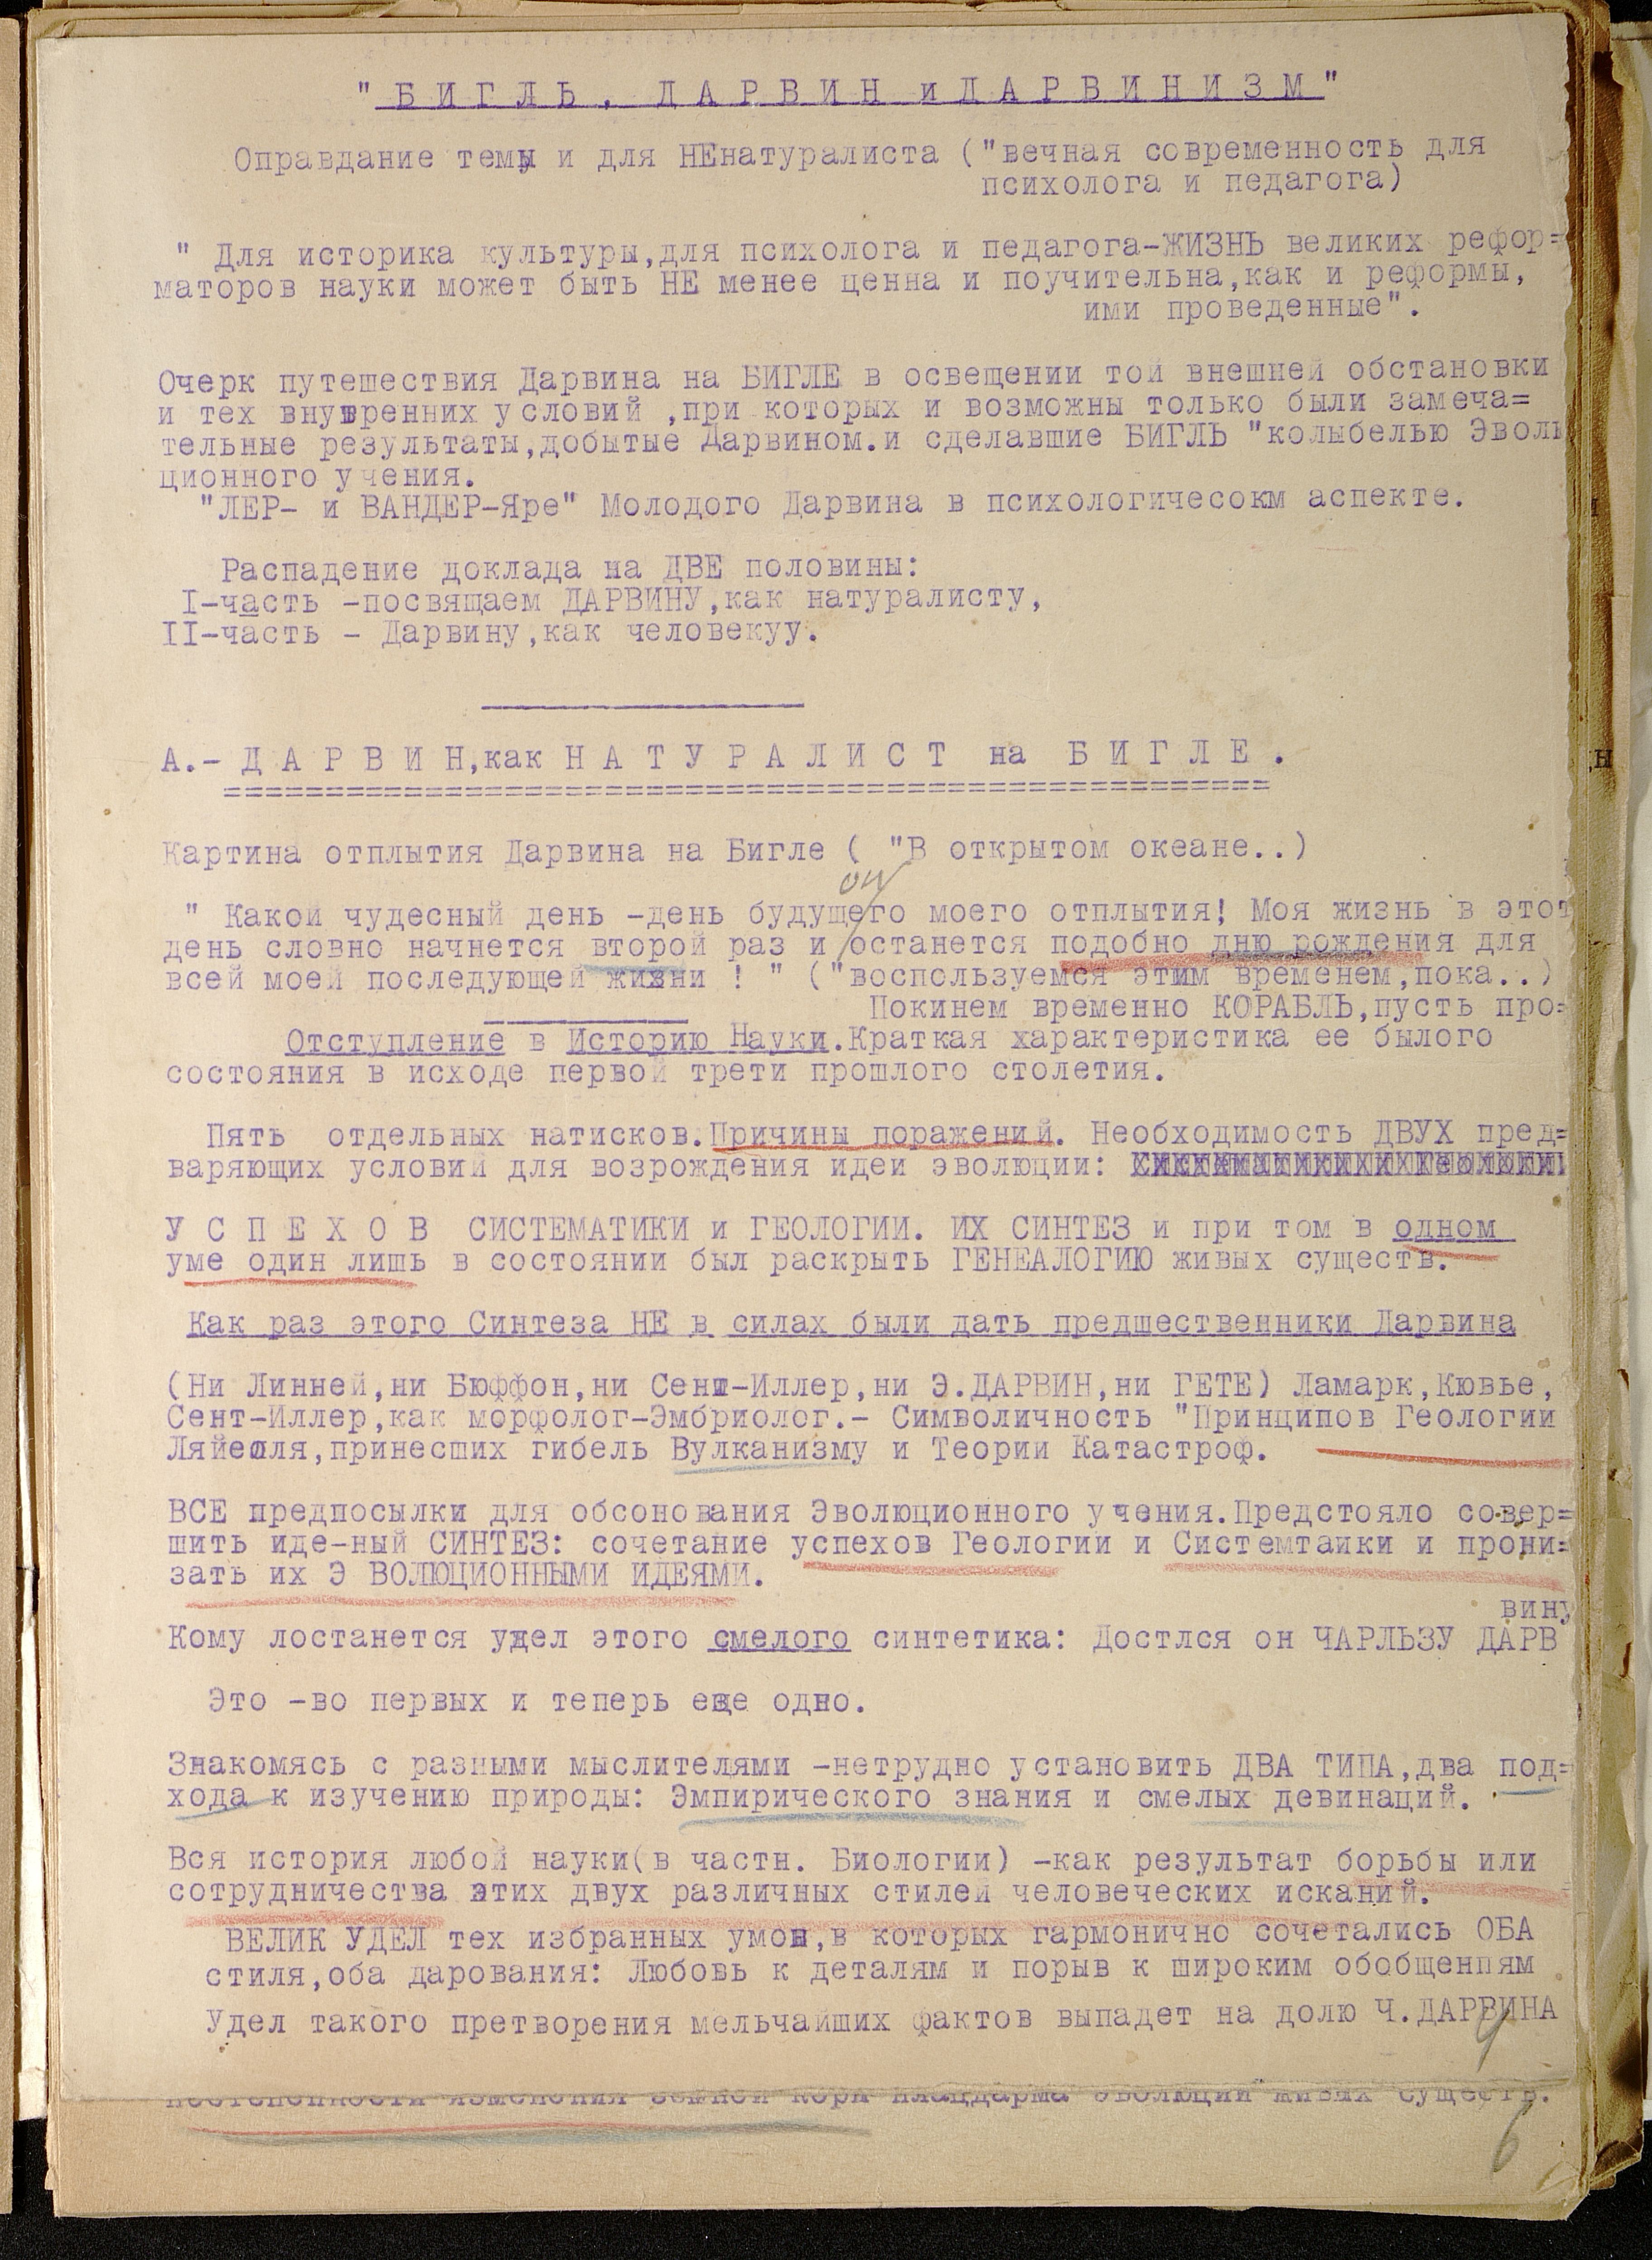 "Б И Г Л Ь , Д А Р В И Н и Д А Р В И Н И З М"
Оправдание темы и для НЕнатуралиста ("вечная современность для
психолога и педагога)
" Для историка культуры,для психолога и педагога-ЖИЗНЬ великих рефор=
маторов науки может быть НЕ менее ценна и поучительна,как и реформы,
ими проведенные".
Очерк путешествия Дарвина на БИГЛЕ в освещении той внешней обстановки
и тех внутренних условий ,при которых и возможны только были замеча=
тельные результаты,добытые Дарвином.и сделавшие БИГЛЬ "колыбелью Эволь
ционного учения.
"ЛЕР- и ВАНДЕР-Яре" Молодого Дарвина в психологичесокм аспекте.
Распадение доклада на ДВЕ половины:
I-часть -посвящаем ДАРВИНУ,как натуралисту,
II-часть - Дарвину,как человекуу.
А.- Д А Р В И Н,как Н А Т У Р А Л И С Т на Б И Г Л Е .
Картина отплытия Дарвина на Бигле ( "В открытом океане..)
он
" Какой чудесный день -день будущего моего отплытия! Моя жизнь в этот
день словно начнется второй раз и останется подобно дню рождения для
всей моей последующей жизни ! " ("воспользуемся этим временем,пока..)
Покинем временно КОРАБЛЬ,пусть про=
Отступление в Историю Науки.Краткая характеристика ее былого
состояния в исходе первой трети прошлого столетия.
Пять отдельных натисков.Причины поражений. Необходимость ДВУХ пред=
варяющих условий для возрождения идеи эволюции:
У С П Е Х О В СИСТЕМАТИКИ и ГЕОЛОГИИ. ИХ СИНТЕЗ и при том в одном
уме один лишь в состоянии был раскрыть ГЕНЕАЛОГИЮ живых существ.
Как раз этого Синтеза НЕ в силах были дать предшественники Дарвина
(Ни Линней,ни Бюффон,ни Сент-Иллер,ни Э.ДАРВИН,ни ГЕТЕ) Ламарк,Кювье,
Сент-Иллер,как морфолог-Эмбриолог.- Символичность "Принципов Геологии
Ляйелля,принесших гибель Вулканизму и Теории Катастроф.
ВСЕ предпосылки для обсонования Эволюционного учения.Предстояло совер=
шить иде-ный СИНТЕЗ: сочетание успехов Геологии и Системтаики и прони=
зать их Э ВОЛЮЦИОННЫМИ ИДЕЯМИ.
вину
Кому лостанется удел этого смелого синтетика: Достлся он ЧАРЛЬЗУ ДАРВ
Это -во первых и теперь еще одно.
Знакомясь с разными мыслителями -нетрудно установить ДВА ТИПА,два под=
хода к изучению природы: Эмпирического знания и смелых девинаций.
Вся история любой науки(в частн. Биологии) -как результат борьбы или
сотрудничества этих двух различных стилей человеческих исканий.
ВЕЛИК УДЕЛ тех избранных умов,в которых гармонично сочетались ОБА
стиля,оба дарования: Любовь к деталям и порыв к широким обобщенпям
Удел такого претворения мельчайших фактов выпадет на долю Ч.ДАРВИНА
постепенности изменения земной коры эволюции живых существ.
6